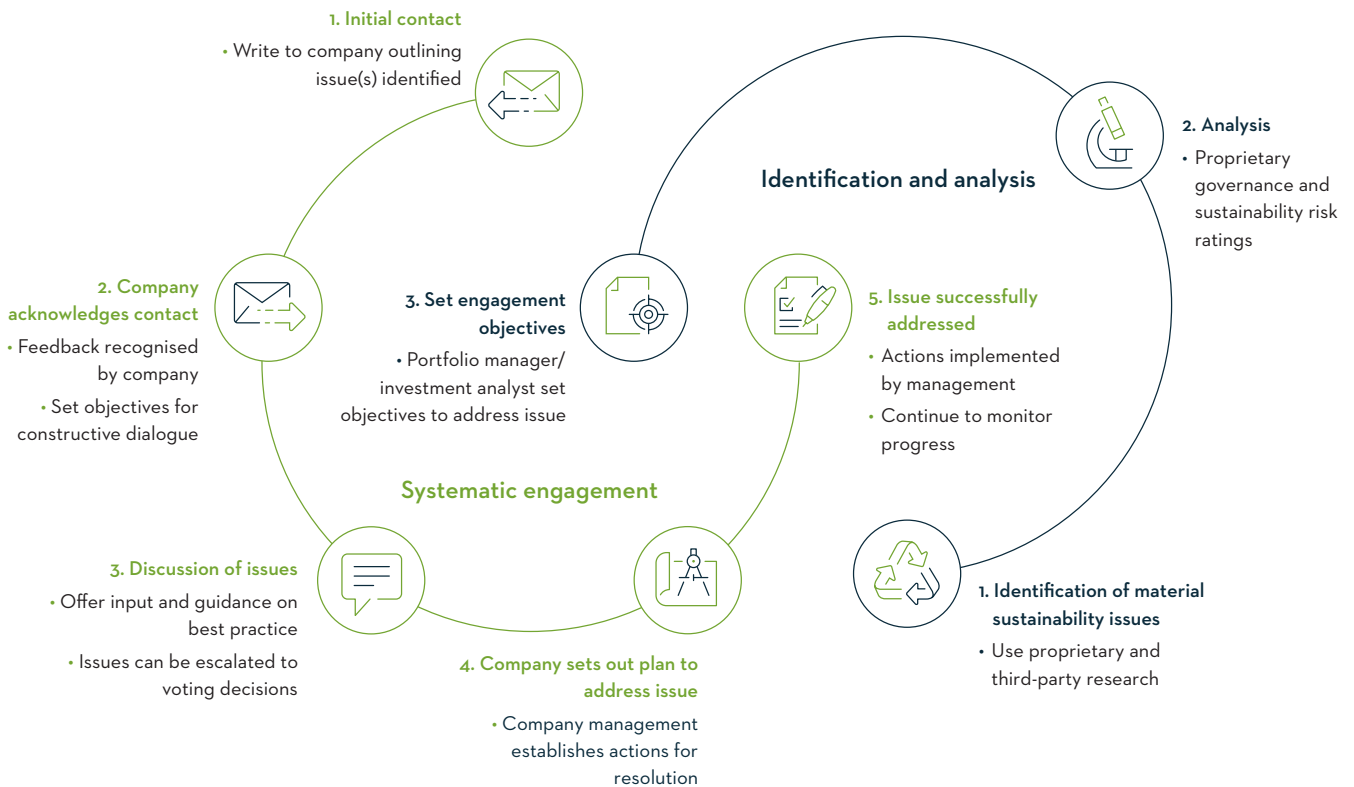 Identification and analysis
1. Identification of material
sustainability issues
• Use proprietary and
third-party research
2. Analysis
• Proprietary
governance and
sustainability risk
ratings
3. Set engagement
objectives
• Portfolio manager/
investment analyst set
objectives to address issue
Systematic engagement
1. Initial contact
• Write to company outlining
issue(s) identified
2. Company
acknowledges contact
• Feedback recognised
by company
• Set objectives for
constructive dialogue
3. Discussion of issues
• Offer input and guidance on
best practice
• Issues can be escalated to
voting decisions
4. Company sets out plan to
address issue
• Company management
establishes actions for
resolution
5. Issue successfully
addressed
• Actions implemented
by management
• Continue to monitor
progress